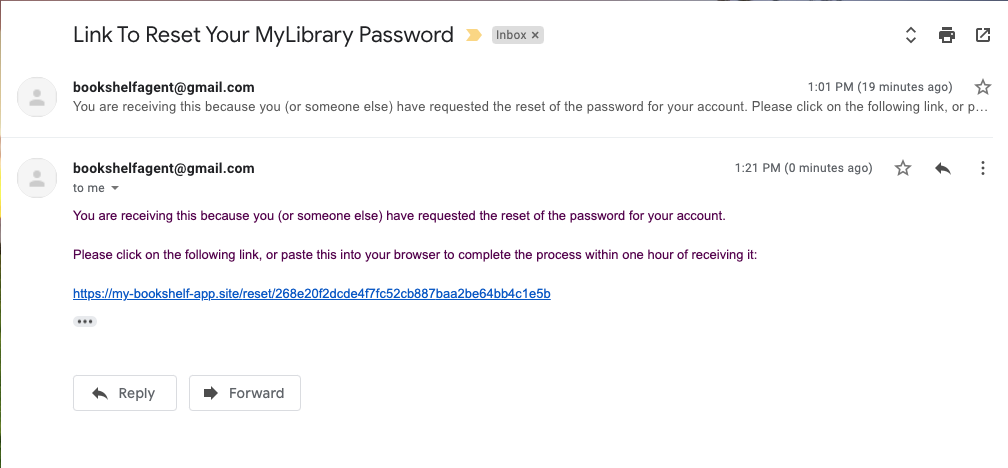 Link To Reset Your MyLibrary Password Inbox ×
bookshelfagent@gmail.com 1:01 PM (19 minutes ago)
You are receiving this because you (or someone else) have requested the reset of the password for your account. Please click on the following link, or p...
bookshelfagent@gmail.com 1:21 PM (0 minutes ago)
to me
You are receiving this because you (or someone else) have requested the reset of the password for your account.
Please click on the following link, or paste this into your browser to complete the process within one hour of receiving it:
https://my-bookshelf-app.site/reset/268e20f2dcde4f7fc52cb887baa2be64bb4c1e5b
Reply Forward